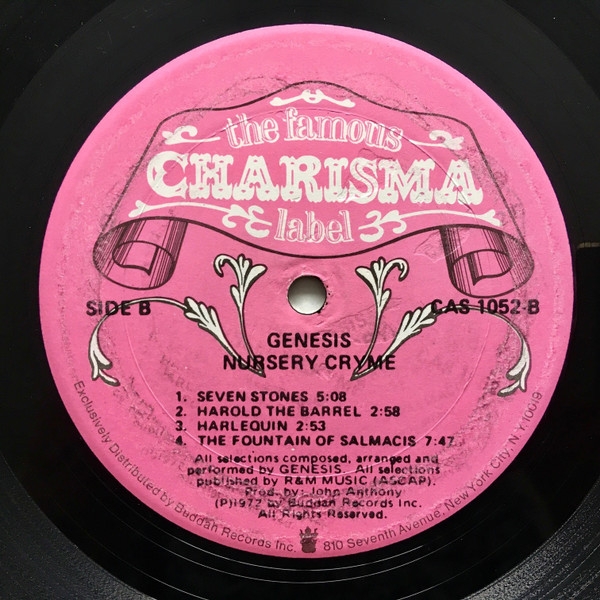 the famous
CHARISMA
label
SIDE B
CAS 1052-B
GENESIS
NURSERY CRYME
1. SEVEN STONES 5:08
2. HAROLD THE BARREL 2:58
3. HARLEQUIN 2:53
4. THE FOUNTAIN OF SALMACIS 7:47
All selections composed, arranged and
performed by GENESIS. All selections
published by R&M MUSIC (ASCAP).
Prod. by: John Anthony
(P)1972 by Buddah Records Inc.
All Rights Reserved.
Exclusively Distributed by Buddah Records Inc. 810 Seventh Avenue, New York City, N.Y. 10019